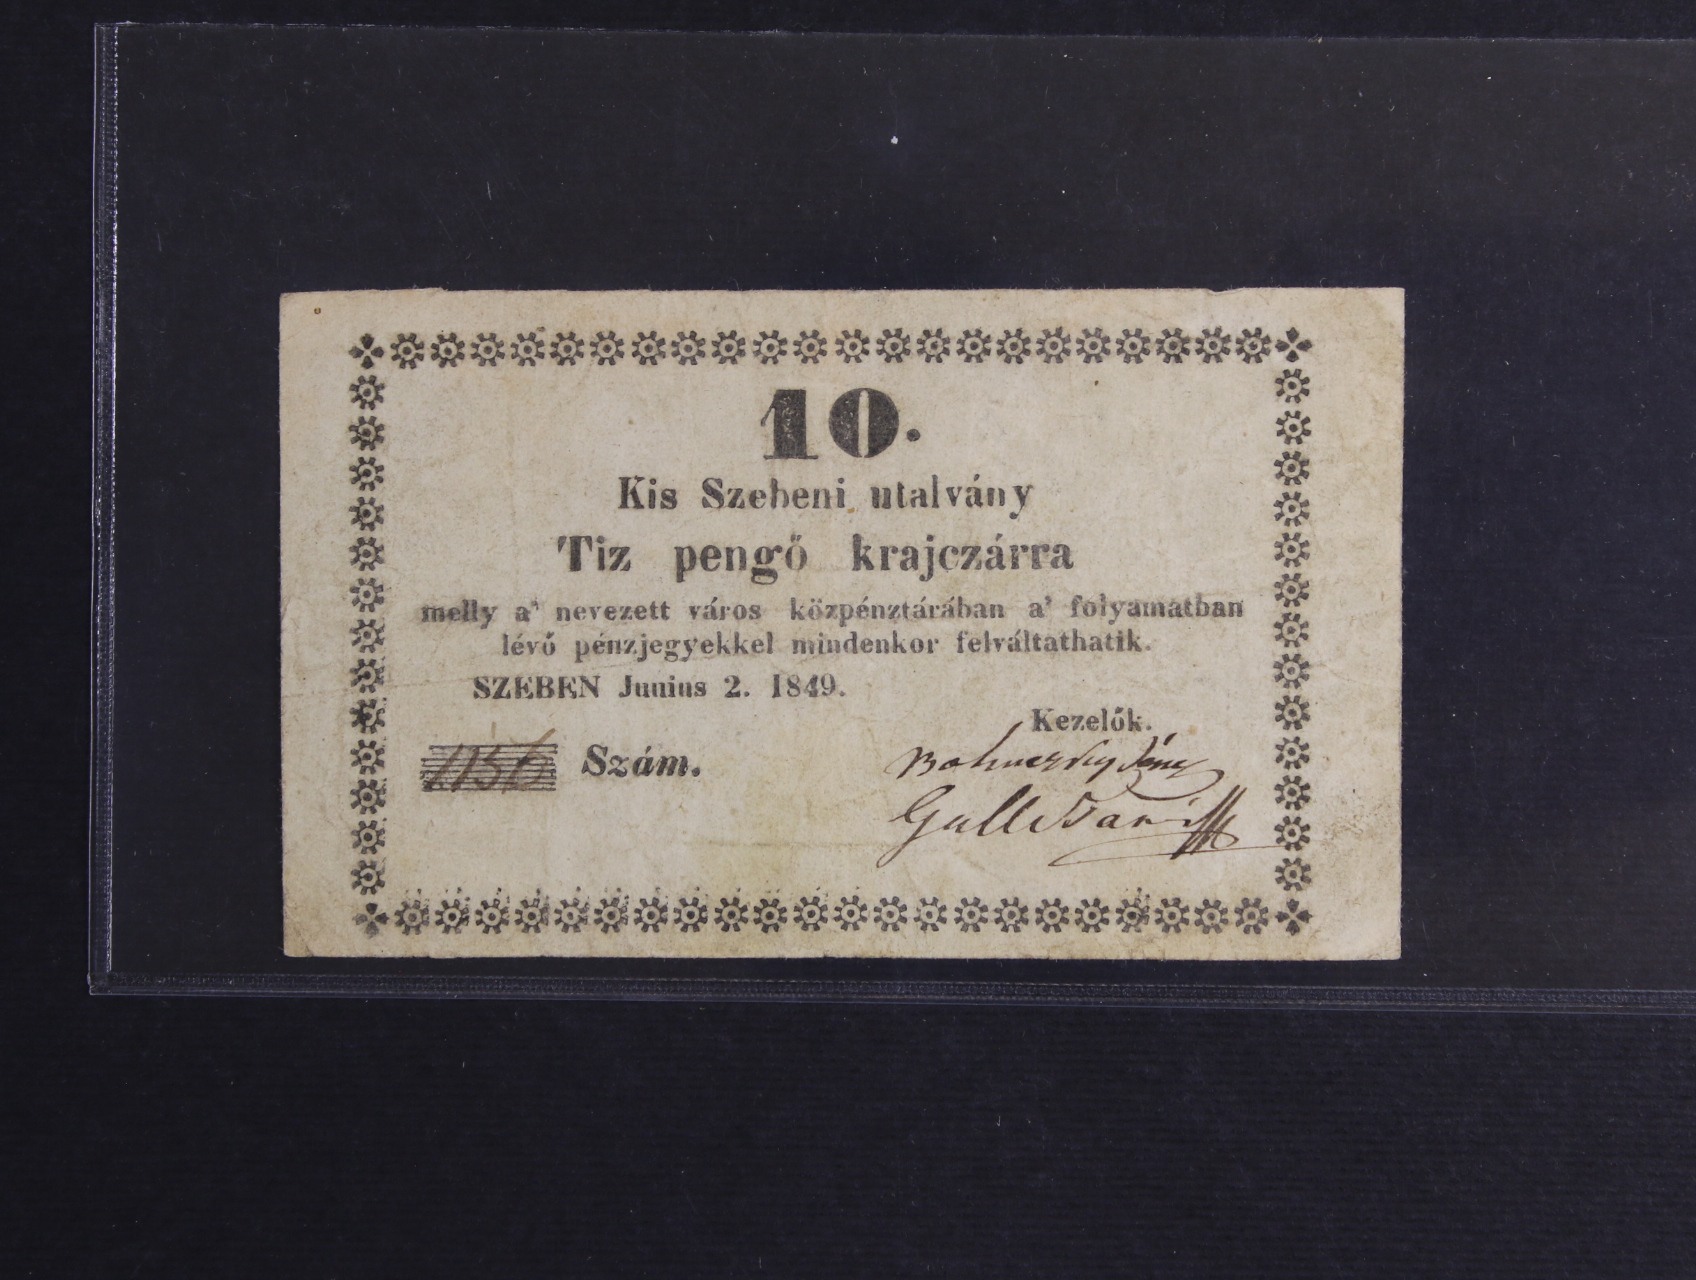 10.
Kis Szebeni utalvány
Tiz pengő krajczárra
melly a' nevezett város közpénztárában a' folyamatban
lévő pénzjegyekkel mindenkor felváltathatik.
SZEBEN Junius 2. 1849.
Kezelők.
1156 Szám.